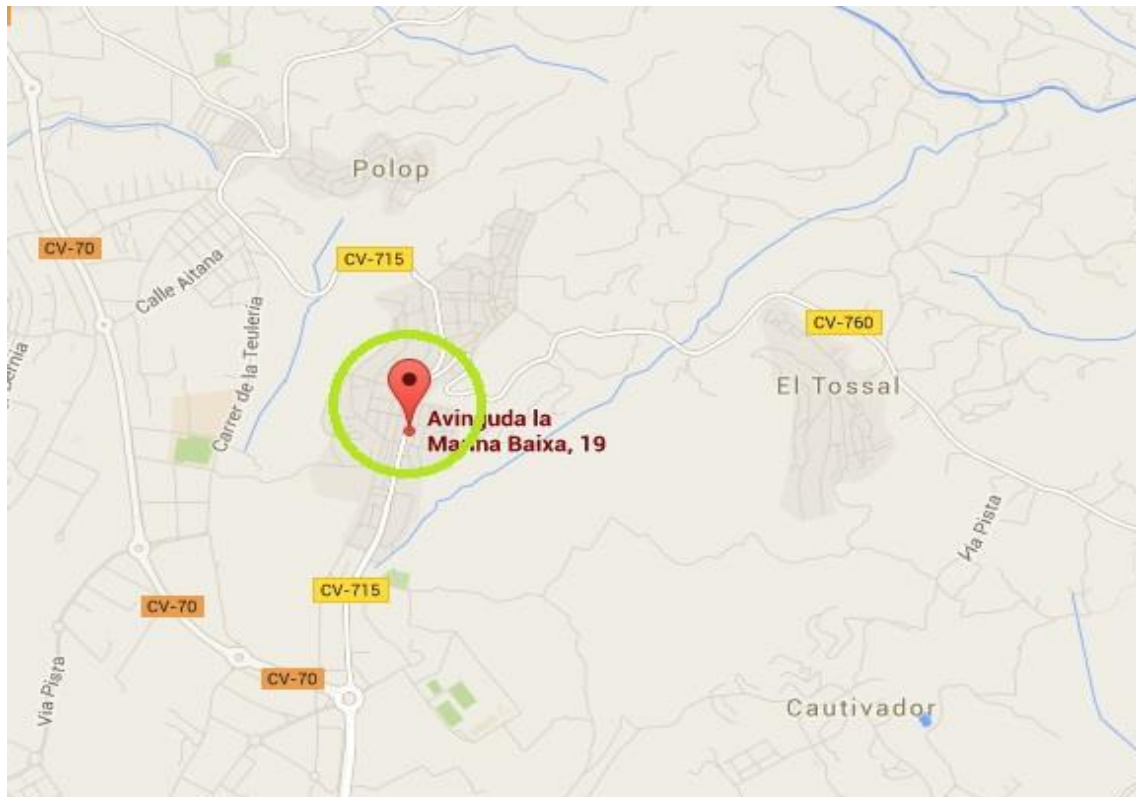 Polop
CV-70
CV-715
Calle Aitana
Carrer de la Teulería
CV-760
El Tossal
Avinguda la
Marina Baixa, 19
Vía Pista
CV-715
CV-70
CV-70
Vía Pista
Cautivador